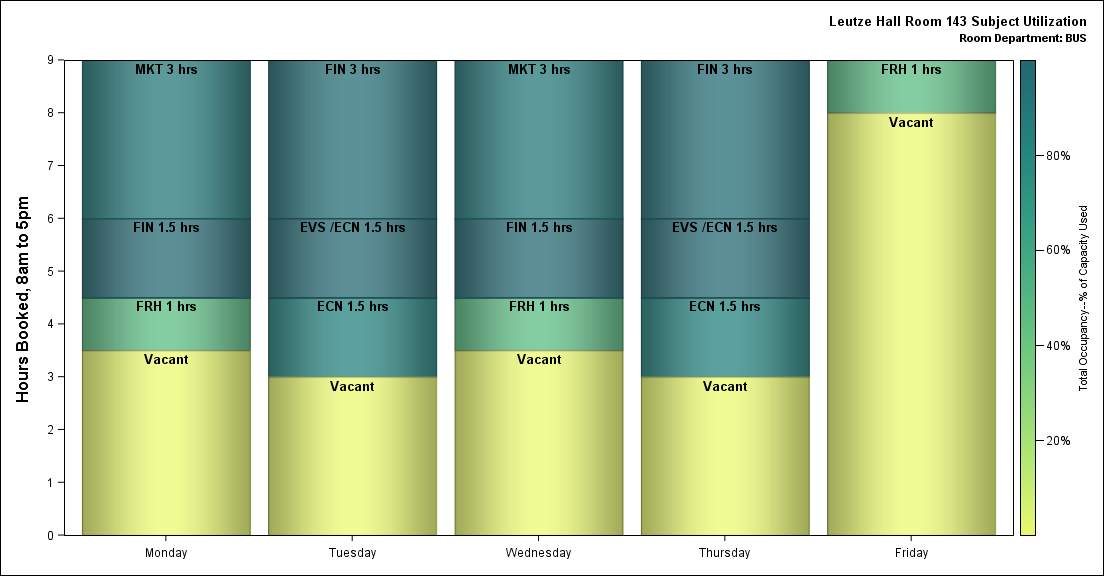 Leutze Hall Room 143 Subject Utilization
Room Department: BUS
Hours Booked, 8am to 5pm
9
8
7
6
5
4
3
2
1
0
MKT 3 hrs
FIN 1.5 hrs
FRH 1 hrs
Vacant
FIN 3 hrs
EVS /ECN 1.5 hrs
ECN 1.5 hrs
Vacant
MKT 3 hrs
FIN 1.5 hrs
FRH 1 hrs
Vacant
FIN 3 hrs
EVS /ECN 1.5 hrs
ECN 1.5 hrs
Vacant
FRH 1 hrs
Vacant
Monday
Tuesday
Wednesday
Thursday
Friday
80%
60%
40%
20%
Total Occupancy--% of Capacity Used